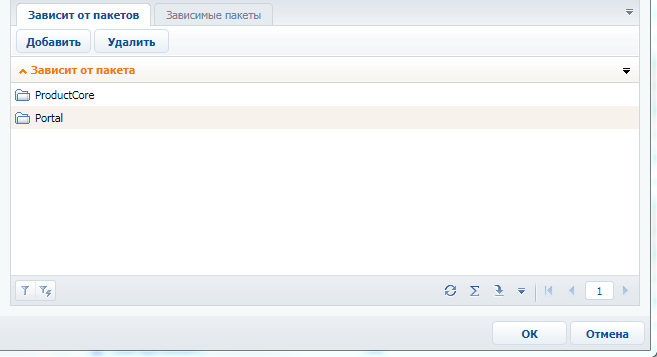 Зависит от пакетов Зависимые пакеты
Добавить Удалить
Зависит от пакета
ProductCore
Portal
1
ОК Отмена